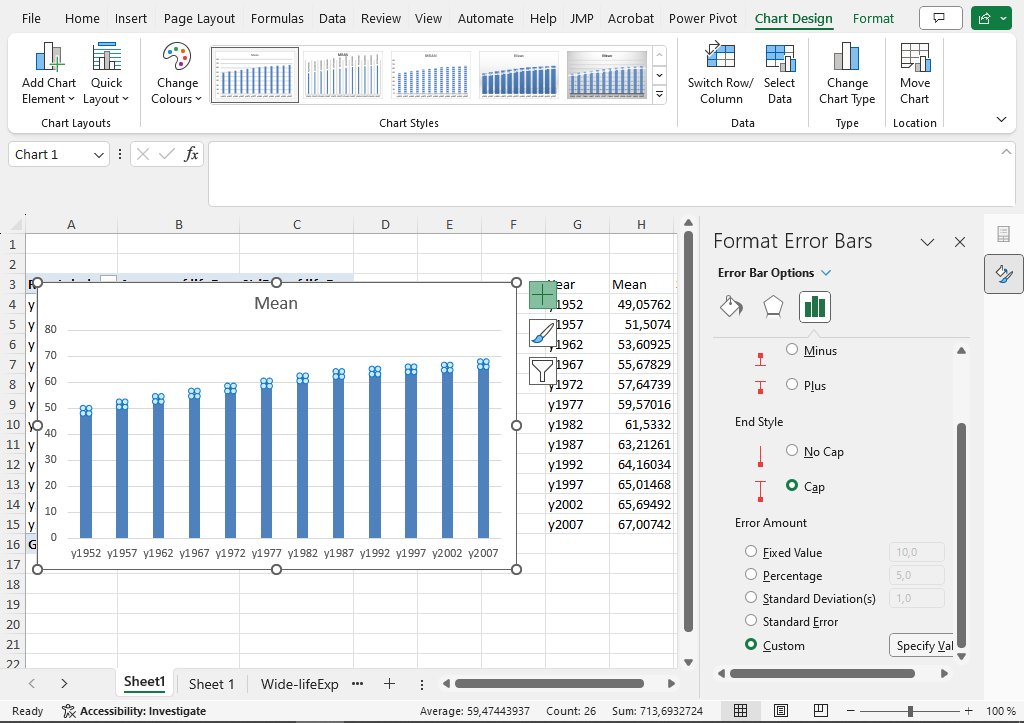 File Home Insert Page Layout Formulas Data Review View Automate Help JMP Acrobat Power Pivot Chart Design Format
Add Chart Element
Quick Layout
Chart Layouts
Change Colours
Chart Styles
Switch Row/ Column
Select Data
Data
Change Chart Type
Type
Move Chart
Location
Chart 1 fx
A B C D E F G H
1
2
3 Mean
4 y1952 49,05762
5 y1957 51,5074
6 y1962 53,60925
7 y1967 55,67829
8 y1972 57,64739
9 y1977 59,57016
10 y1982 61,5332
11 y1987 63,21261
12 y1992 64,16034
13 y1997 65,01468
14 y2002 65,69492
15 y2007 67,00742
16 G
17
18
19
20
21
22
Mean
80
70
60
50
40
30
20
10
0
y1952 y1957 y1962 y1967 y1972 y1977 y1982 y1987 y1992 y1997 y2002 y2007
Format Error Bars
Error Bar Options
Minus
Plus
End Style
No Cap
Cap
Error Amount
Fixed Value 10,0
Percentage 5,0
Standard Deviation(s) 1,0
Standard Error
Custom Specify Val
Sheet1 Sheet 1 Wide-lifeExp
Ready Accessibility: Investigate Average: 59,47443937 Count: 26 Sum: 713,6932724 100 %